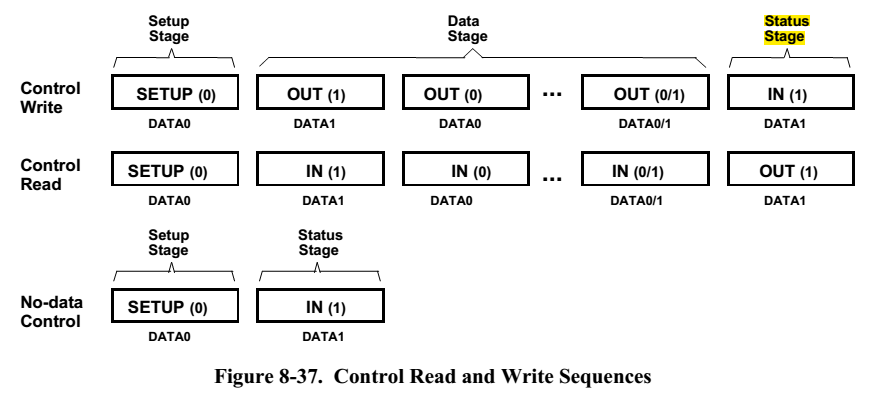 Setup
Stage
Data
Stage
Status
Stage
Control
Write
SETUP (0)
OUT (1)
OUT (0)
...
OUT (0/1)
IN (1)
DATA0
DATA1
DATA0
DATA0/1
DATA1
Control
Read
SETUP (0)
IN (1)
IN (0)
...
IN (0/1)
OUT (1)
DATA0
DATA1
DATA0
DATA0/1
DATA1
Setup
Stage
Status
Stage
No-data
Control
SETUP (0)
IN (1)
DATA0
DATA1
Figure 8-37. Control Read and Write Sequences